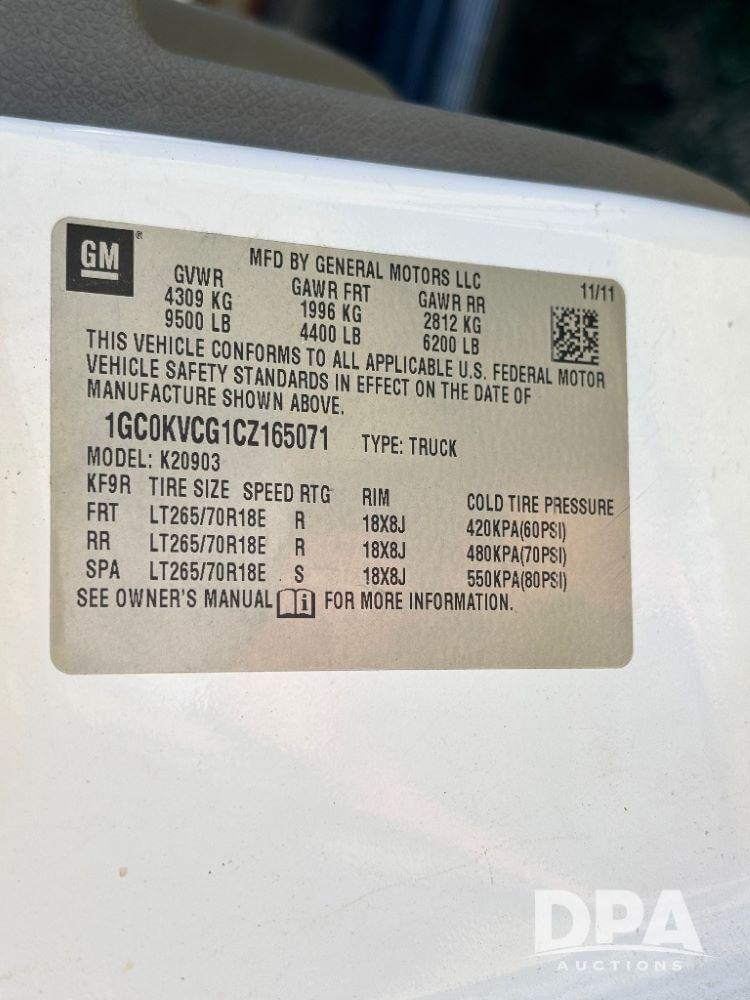 GM®
MFD BY GENERAL MOTORS LLC
11/11
GVWR GAWR FRT GAWR RR
4309 KG 1996 KG 2812 KG
9500 LB 4400 LB 6200 LB
THIS VEHICLE CONFORMS TO ALL APPLICABLE U.S. FEDERAL MOTOR
VEHICLE SAFETY STANDARDS IN EFFECT ON THE DATE OF
MANUFACTURE SHOWN ABOVE.
1GC0KVCG1CZ165071 TYPE: TRUCK
MODEL: K20903
KF9R TIRE SIZE SPEED RTG RIM COLD TIRE PRESSURE
FRT LT265/70R18E R 18X8J 420KPA(60PSI)
RR LT265/70R18E R 18X8J 480KPA(70PSI)
SPA LT265/70R18E S 18X8J 550KPA(80PSI)
SEE OWNER'S MANUAL i FOR MORE INFORMATION.
DPA
AUCTIONS